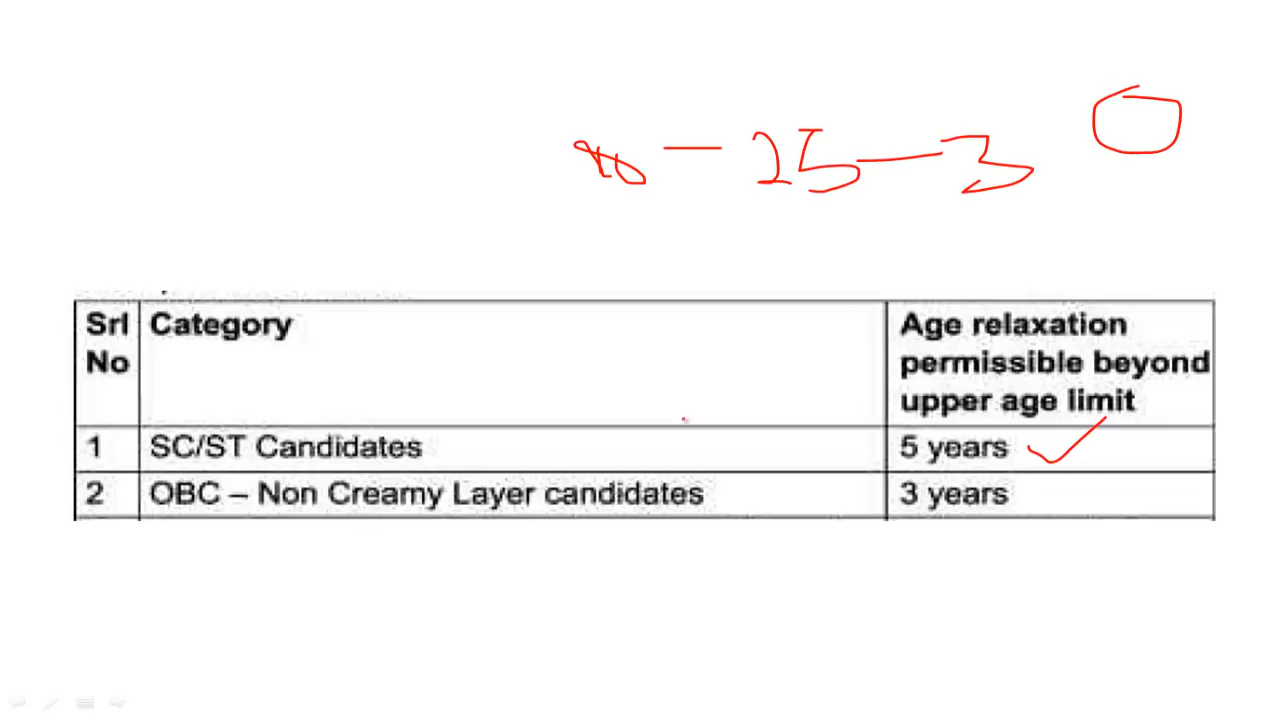 — 25 — 3
Srl No Category Age relaxation permissible beyond upper age limit
1 SC/ST Candidates 5 years
2 OBC – Non Creamy Layer candidates 3 years